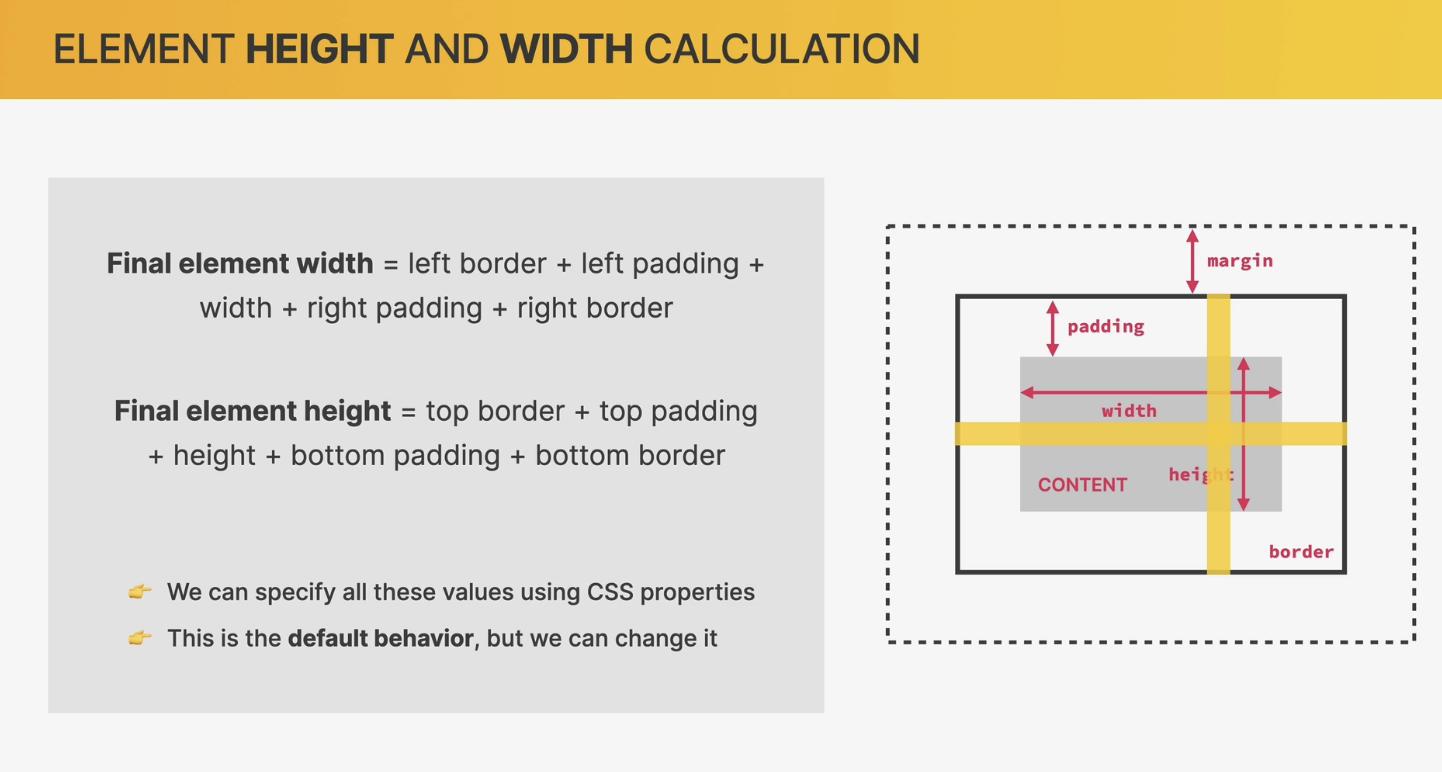 ELEMENT HEIGHT AND WIDTH CALCULATION
Final element width = left border + left padding +
width + right padding + right border
Final element height = top border + top padding
+ height + bottom padding + bottom border
👉 We can specify all these values using CSS properties
👉 This is the default behavior, but we can change it
margin
padding
width
height
CONTENT
border